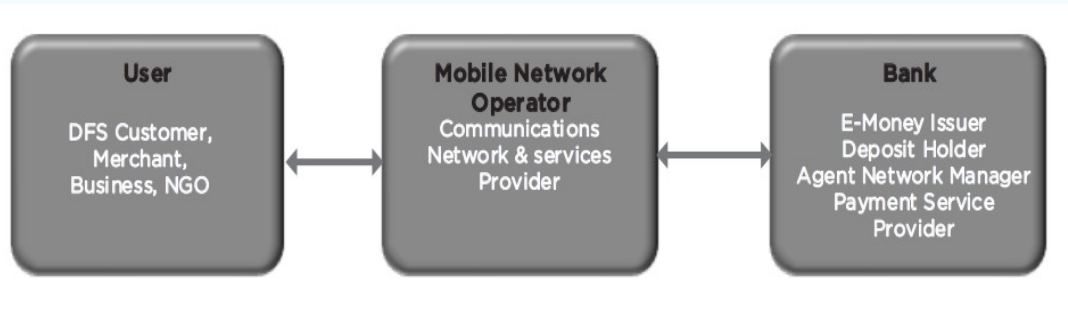 User
DFS Customer,
Merchant,
Business, NGO
Mobile Network
Operator
Communications
Network & services
Provider
Bank
E-Money Issuer
Deposit Holder
Agent Network Manager
Payment Service
Provider